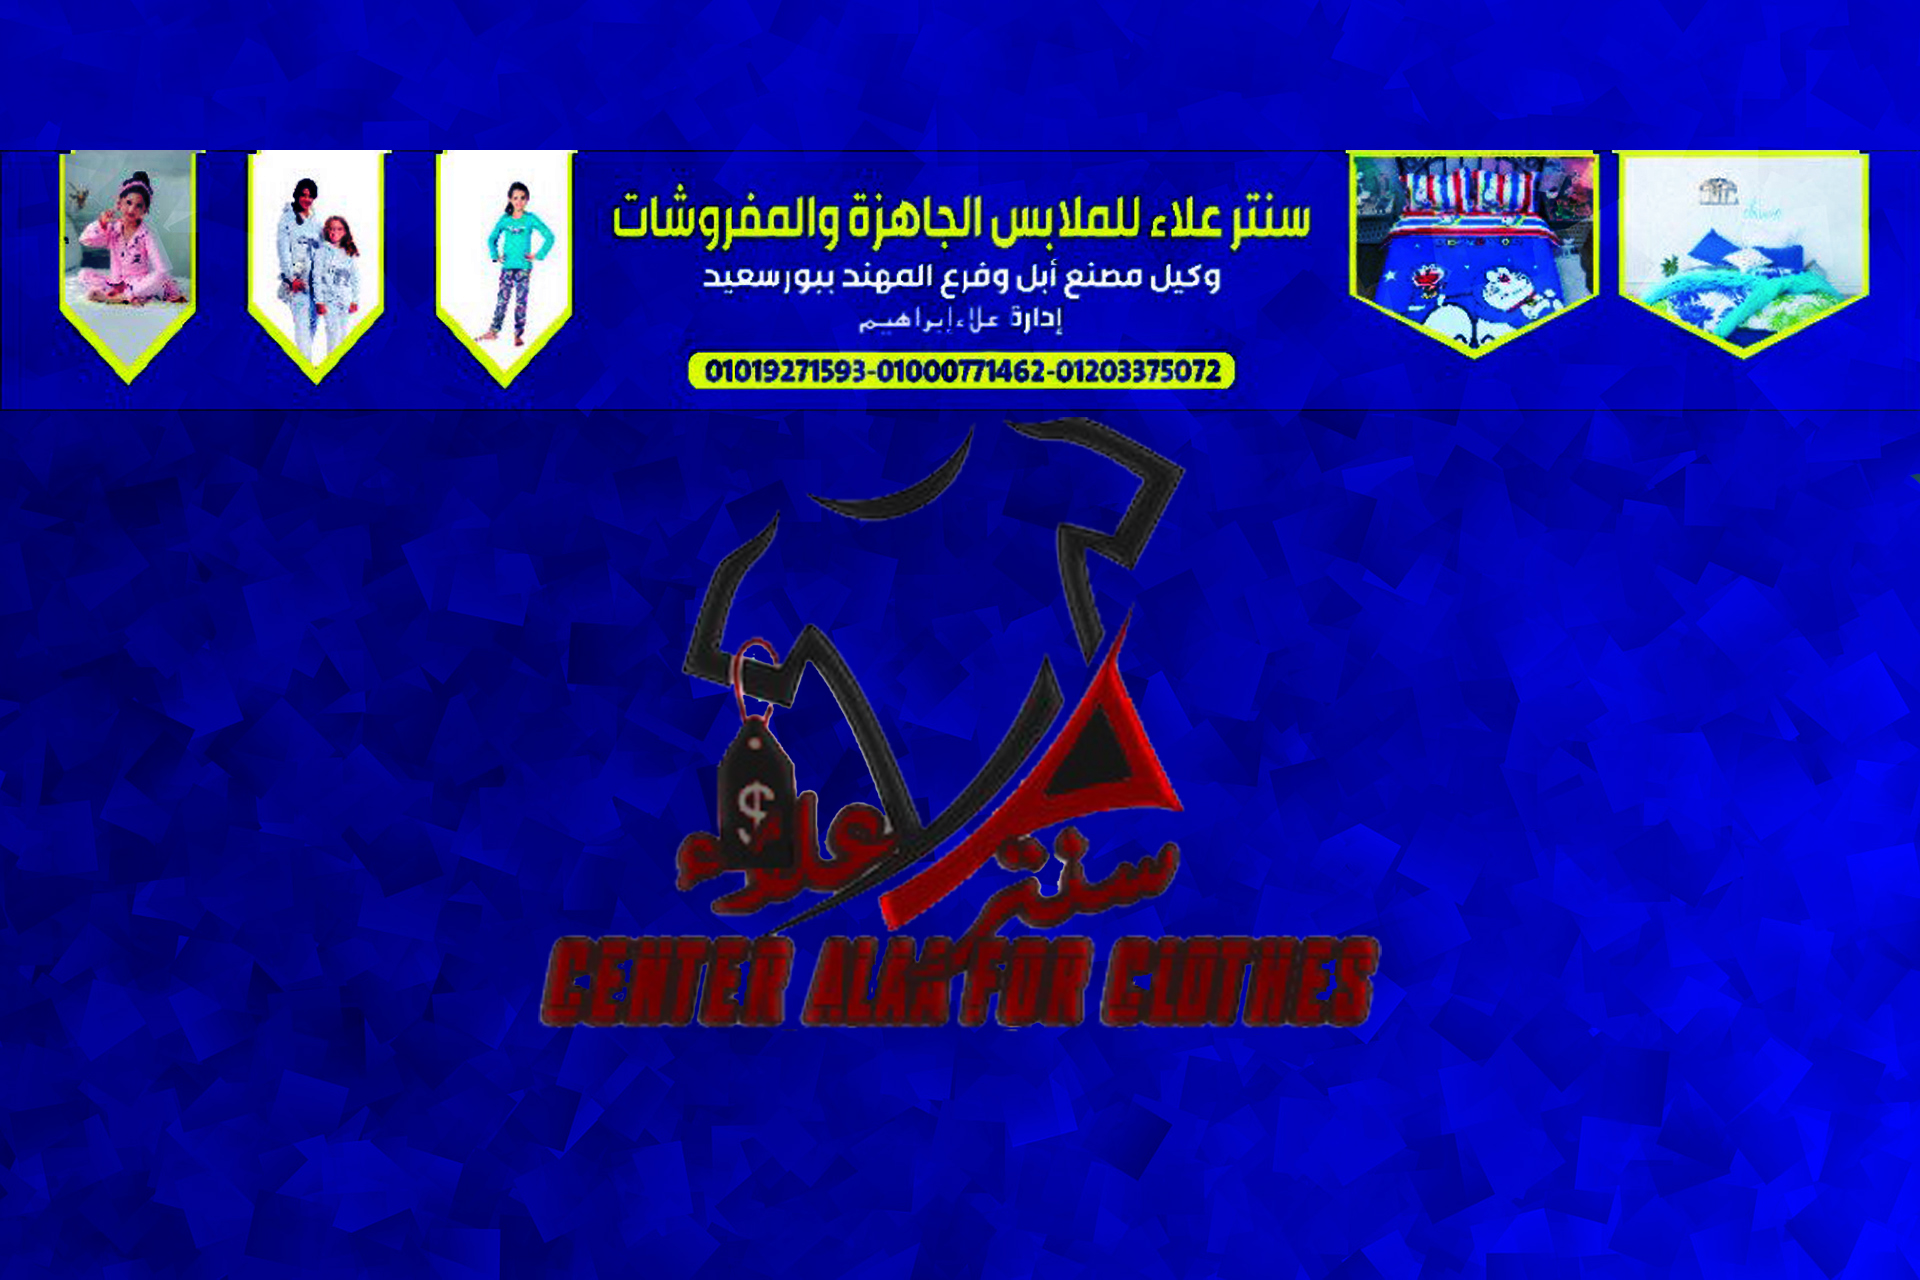 سنتر علاء للملابس الجاهزة والمفروشات
وكيل مصنع أبل وفرع المهند ببورسعيد
إدارة علاء إبراهيم
01019271593-01000771462-01203375072
$
سنتر علاء
CENTER ALAA FOR CLOTHES